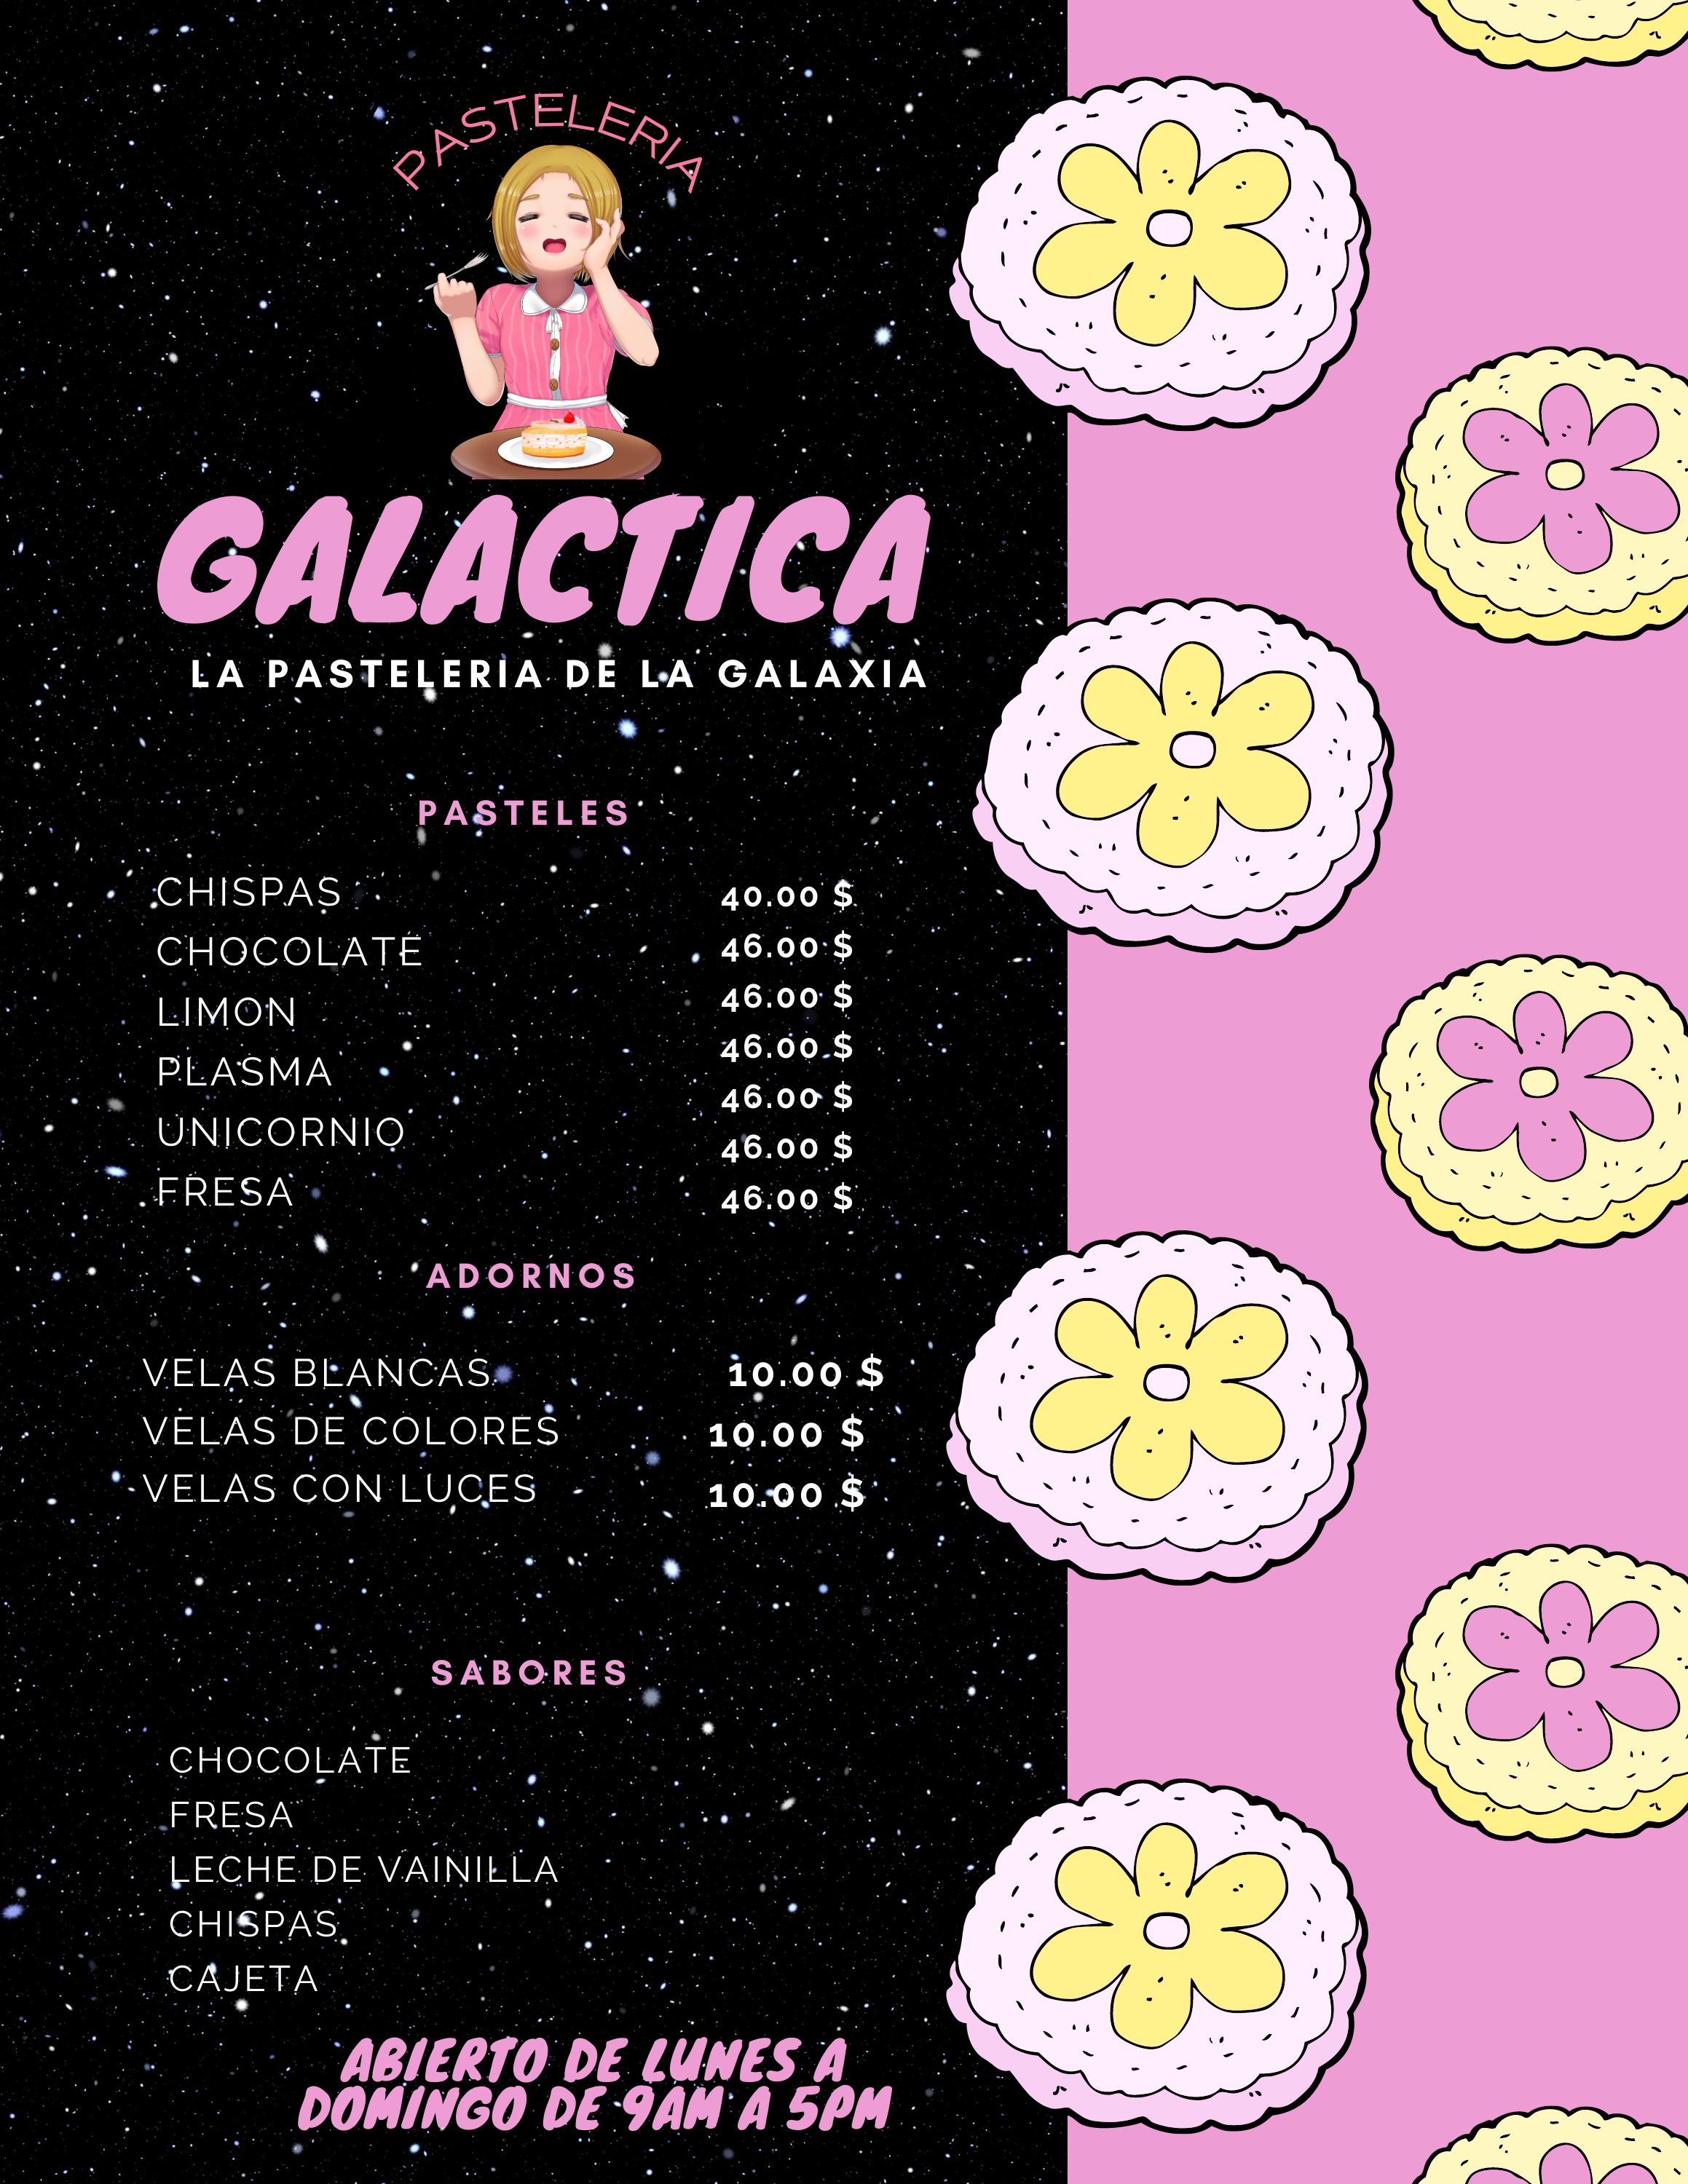 PASTELERIA
GALACTICA
LA PASTELERIA DE LA GALAXIA
PASTELES
CHISPAS 40.00 $
CHOCOLATE 46.00 $
LIMON 46.00 $
PLASMA 46.00 $
UNICORNIO 46.00 $
FRESA 46.00 $
46.00 $
ADORNOS
VELAS BLANCAS 10.00 $
VELAS DE COLORES 10.00 $
VELAS CON LUCES 10.00 $
SABORES
CHOCOLATE
FRESA
LECHE DE VAINILLA
CHISPAS
CAJETA
ABIERTO DE LUNES A
DOMINGO DE 9AM A 5PM